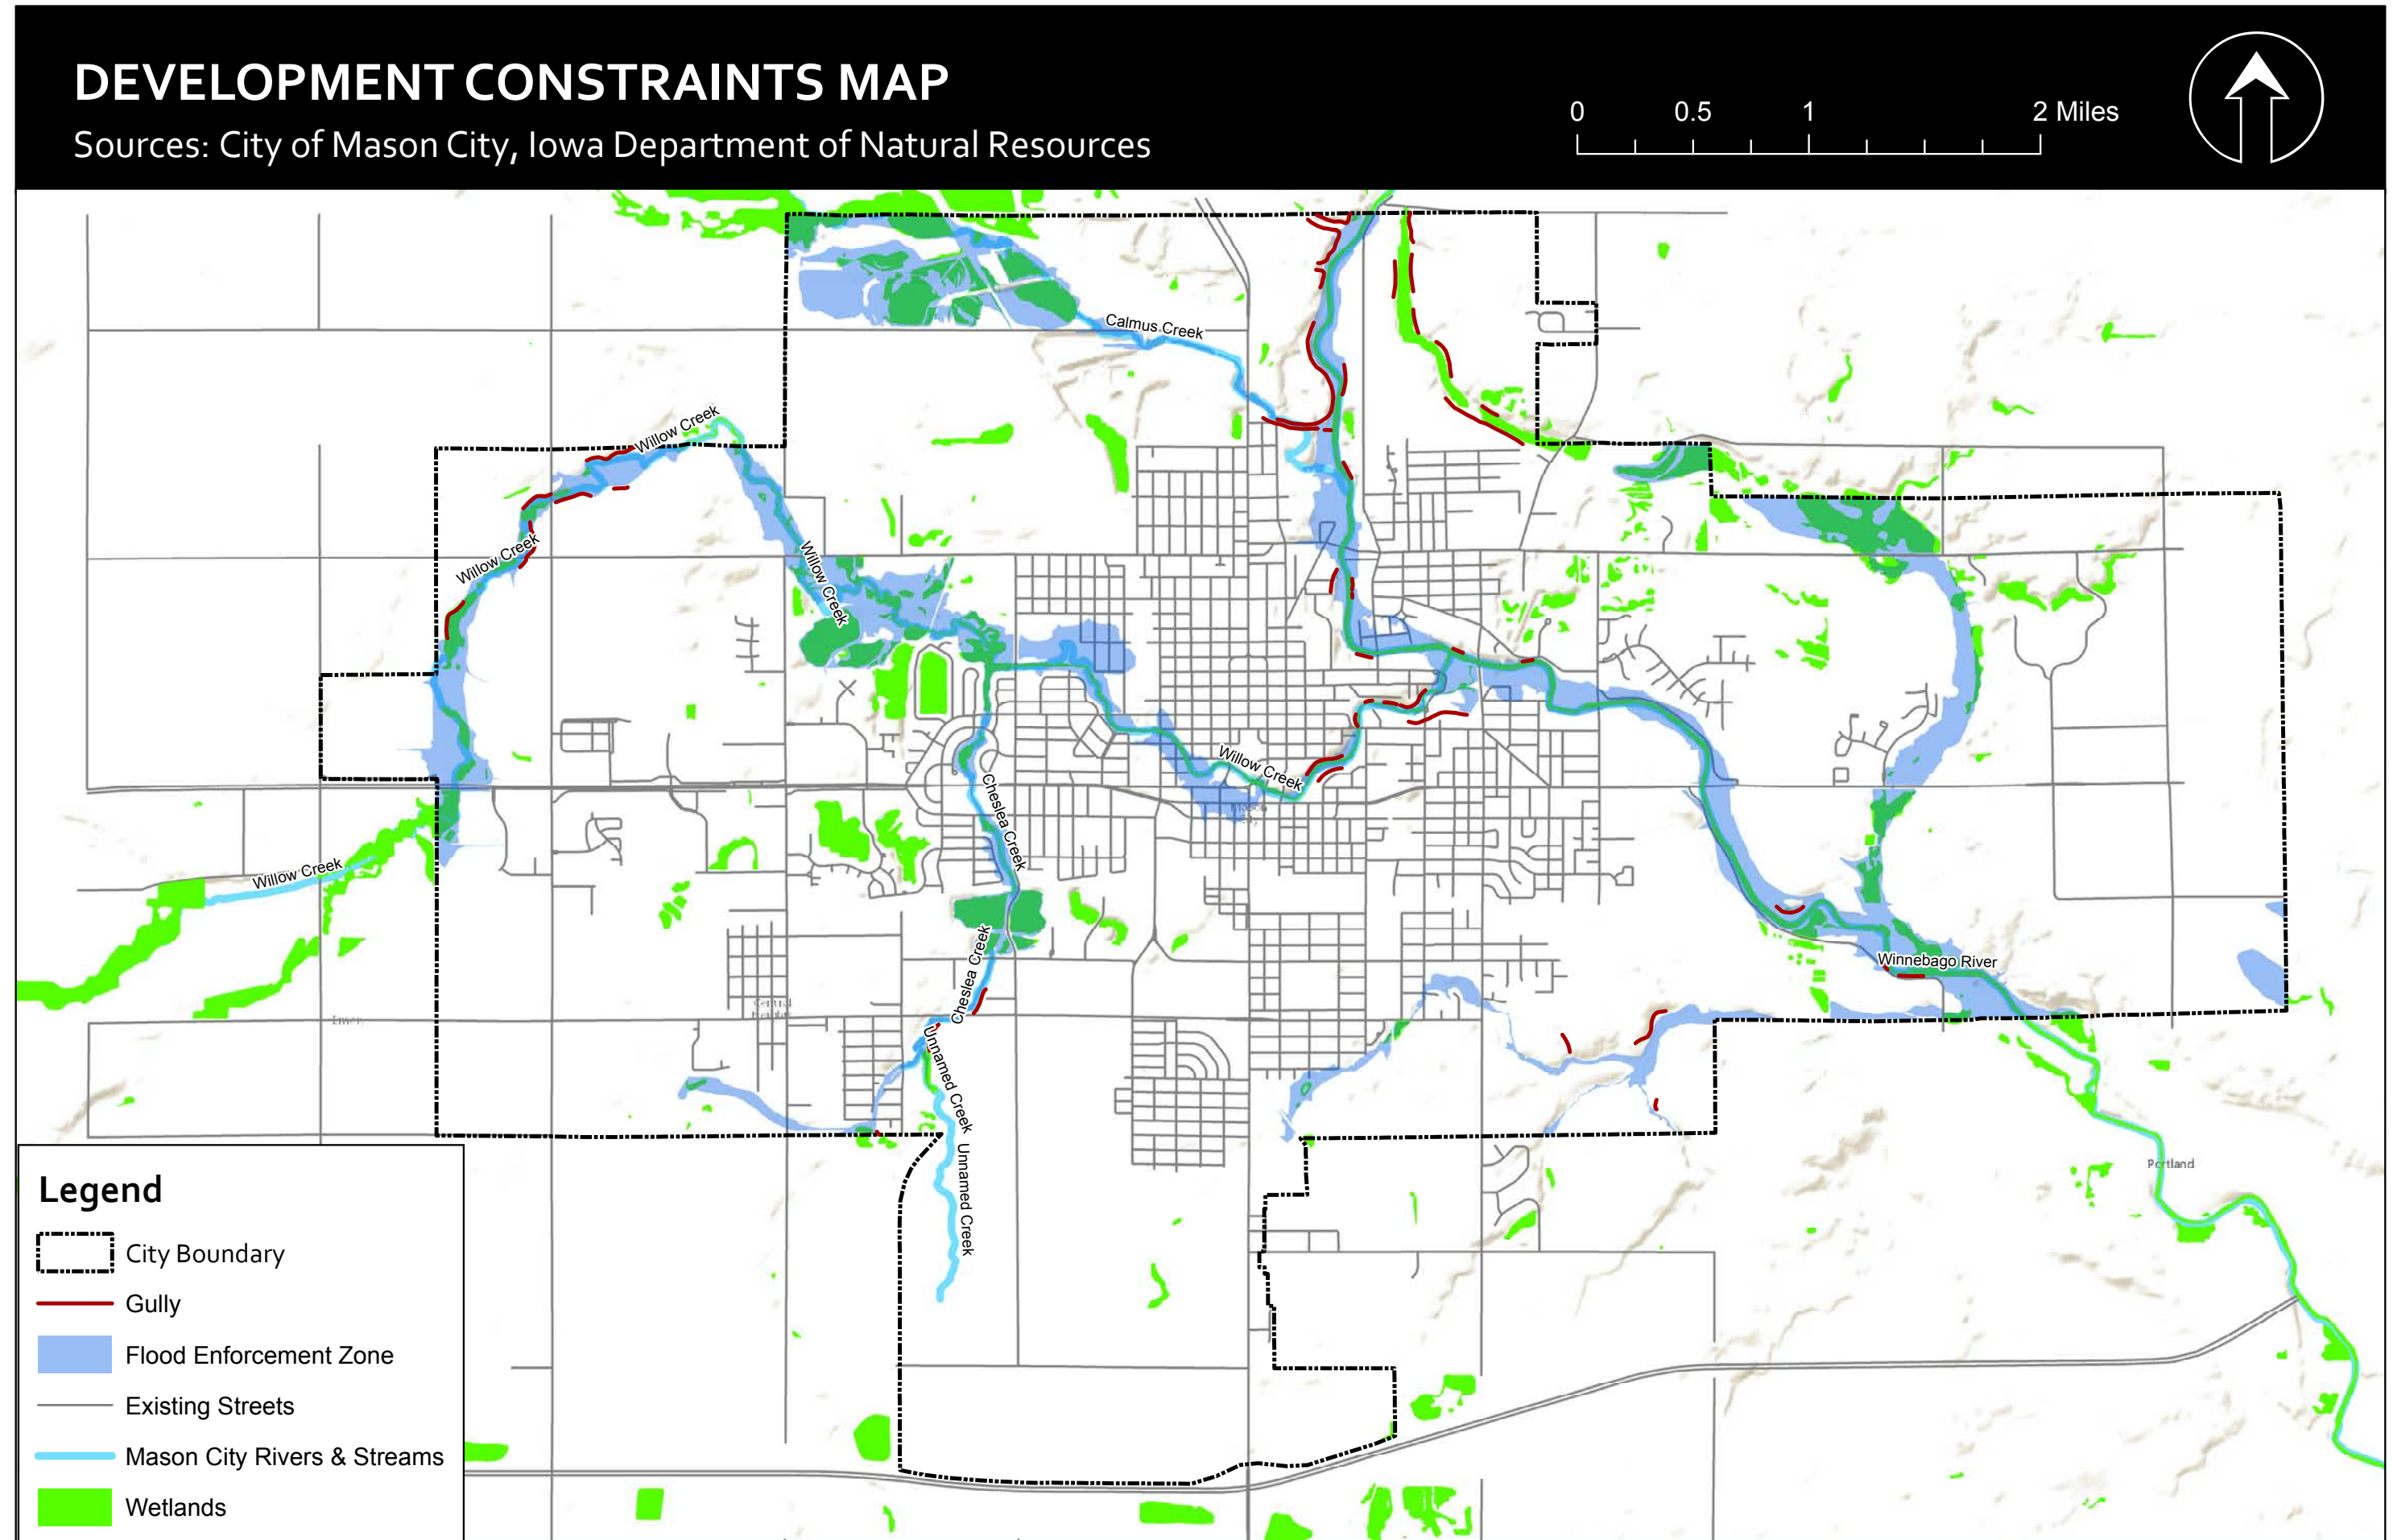 DEVELOPMENT CONSTRAINTS MAP
Sources: City of Mason City, Iowa Department of Natural Resources
0 0.5 1 2 Miles
Calmus Creek
Willow Creek
Willow Creek
Willow Creek
Willow Creek
Cheslea Creek
Willow Creek
Cheslea Creek
Winnebago River
Central
Heights
Unnamed Creek
Unnamed Creek
Portland
Legend
City Boundary
Gully
Flood Enforcement Zone
Existing Streets
Mason City Rivers & Streams
Wetlands